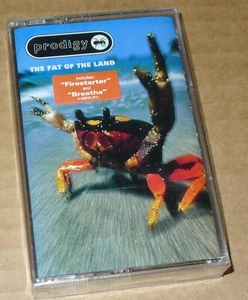 prodigy
THE FAT OF THE LAND
Includes
"Firestarter"
and
"Breathe"